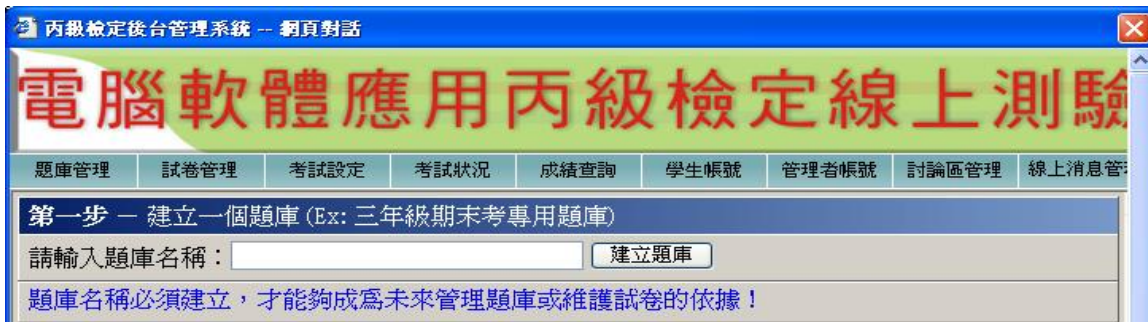 丙級檢定後台管理系統 -- 網頁對話
電腦軟體應用丙級檢定線上測驗
題庫管理 試卷管理 考試設定 考試狀況 成績查詢 學生帳號 管理者帳號 討論區管理 線上消息管
第一步 — 建立一個題庫 (Ex: 三年級期末考專用題庫)
請輸入題庫名稱： 建立題庫
題庫名稱必須建立，才能夠成為未來管理題庫或維護試卷的依據！